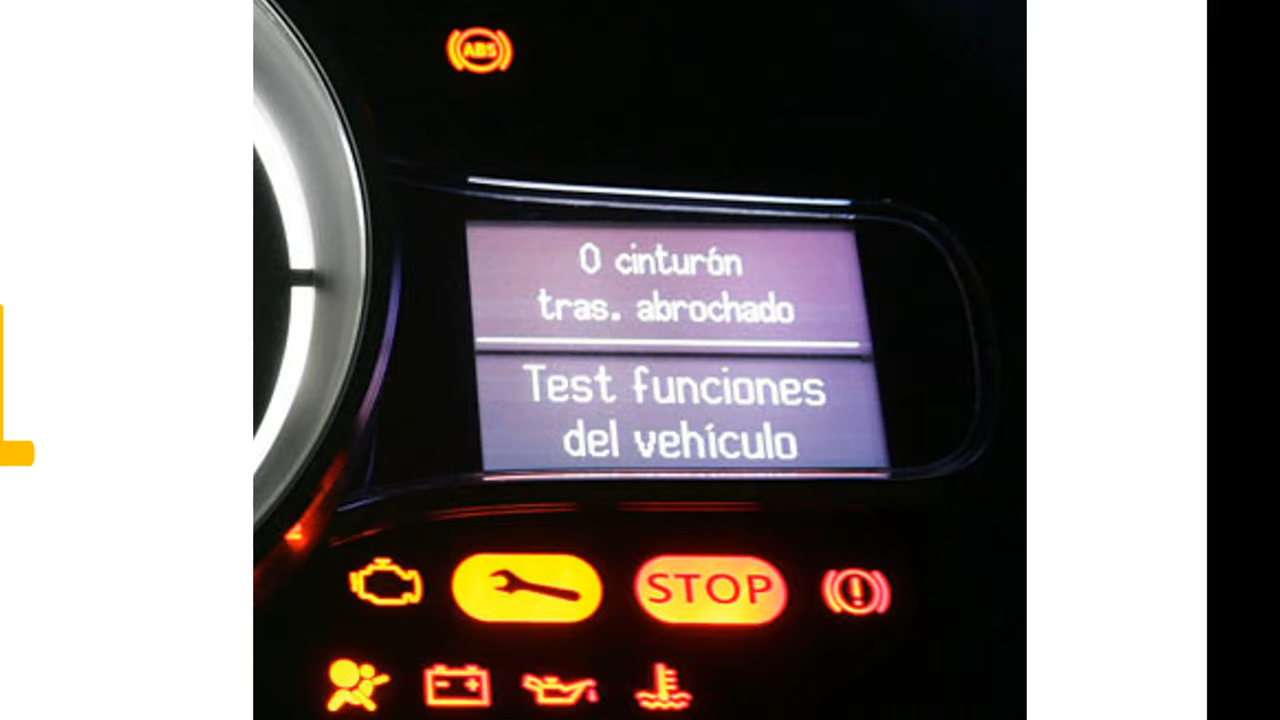 ABS
0 cinturón
tras. abrochado
Test funciones
del vehículo
STOP